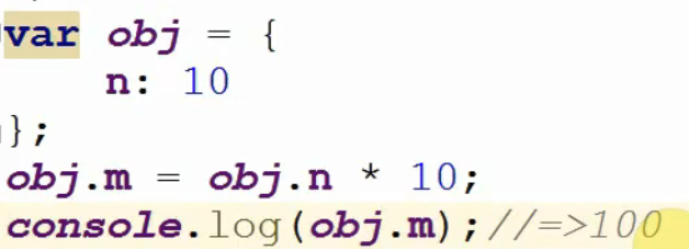 var obj = {
n: 10
};
obj.m = obj.n * 10;
console.log(obj.m);//=>100